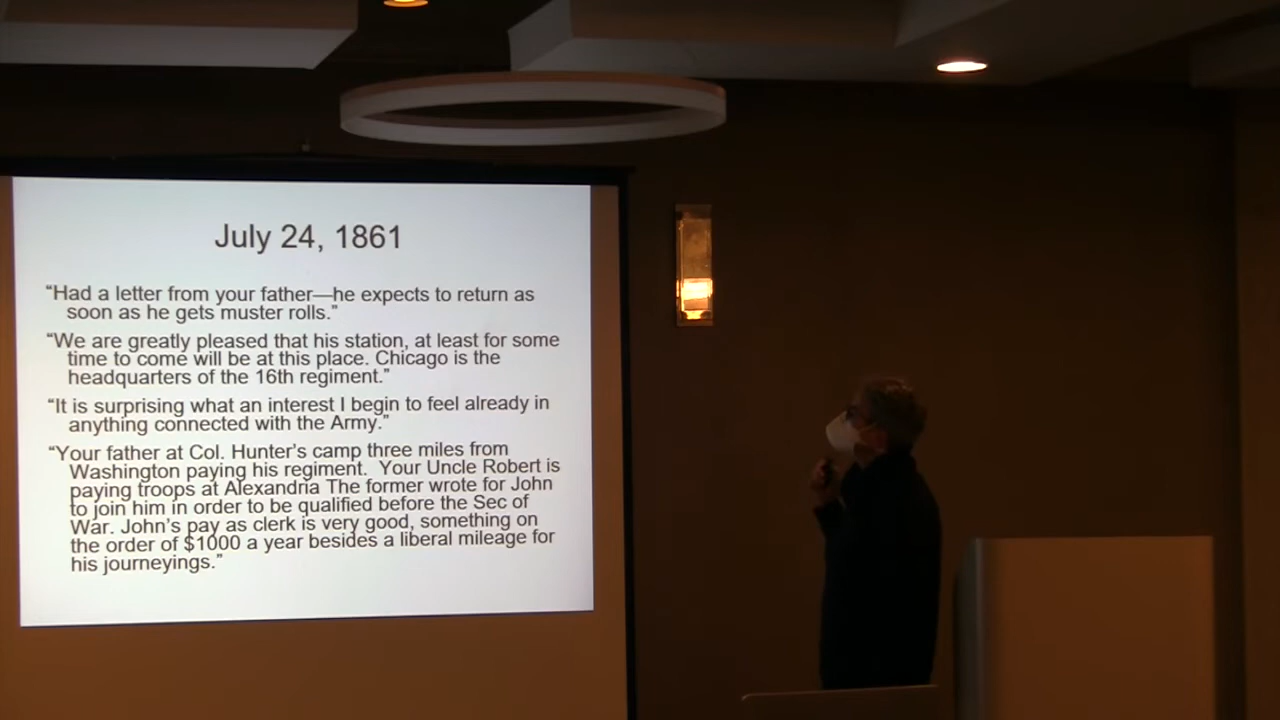 July 24, 1861
“Had a letter from your father—he expects to return as
soon as he gets muster rolls.”
“We are greatly pleased that his station, at least for some
time to come will be at this place. Chicago is the
headquarters of the 16th regiment.”
“It is surprising what an interest I begin to feel already in
anything connected with the Army.”
“Your father at Col. Hunter’s camp three miles from
Washington paying his regiment.  Your Uncle Robert is
paying troops at Alexandria The former wrote for John
to join him in order to be qualified before the Sec of
War. John’s pay as clerk is very good, something on
the order of $1000 a year besides a liberal mileage for
his journeyings.”